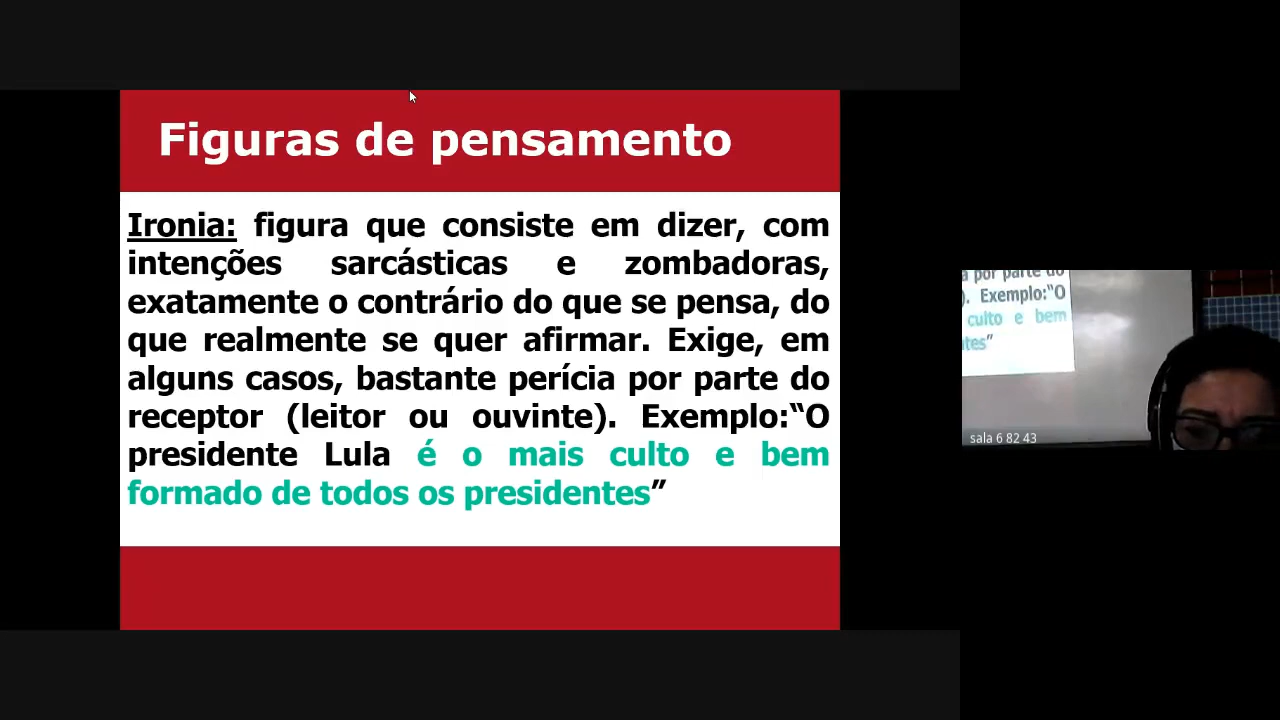 Figuras de pensamento
Ironia: figura que consiste em dizer, com
intenções sarcásticas e zombadoras,
exatamente o contrário do que se pensa, do
que realmente se quer afirmar. Exige, em
alguns casos, bastante perícia por parte do
receptor (leitor ou ouvinte). Exemplo:“O
presidente Lula é o mais culto e bem
formado de todos os presidentes”
a por parte do
). Exemplo:“O
culto e bem
ntes”
sala 6 82 43